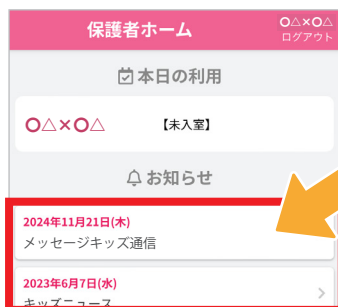 保護者ホーム
○△×○△
ログアウト
本日の利用
○△×○△ 【未入室】
お知らせ
2024年11月21日(木)
メッセージキッズ通信
2023年6月7日(水)
キッズニュース